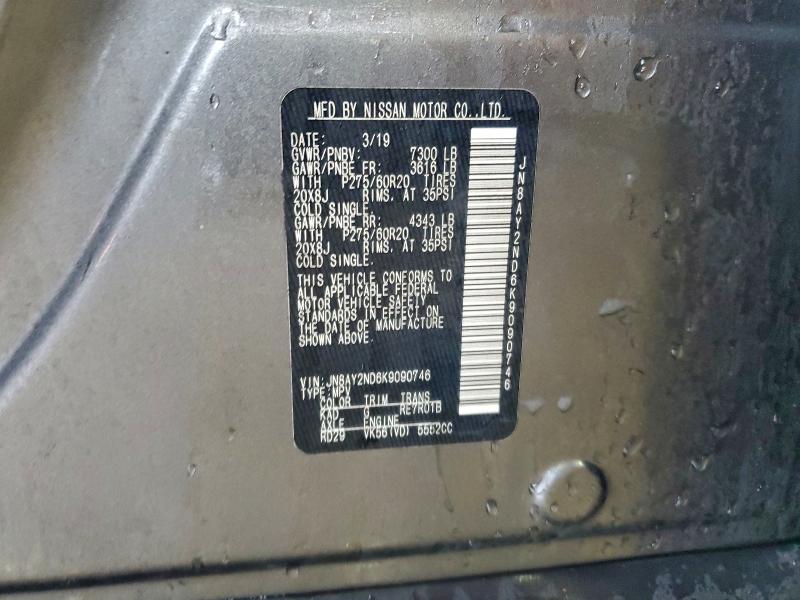 MFD BY NISSAN MOTOR CO.,LTD.
DATE: 3/19
GVWR/PNBV: 7300 LB
GAWR/PNBE FR: 3616 LB
WITH P275/60R20 TIRES
20X8J RIMS. AT 35PSI
COLD SINGLE.
GAWR/PNBE RR: 4343 LB
WITH P275/60R20 TIRES
20X8J RIMS. AT 35PSI
COLD SINGLE.
THIS VEHICLE CONFORMS TO
ALL APPLICABLE FEDERAL
MOTOR VEHICLE SAFETY
STANDARDS IN EFFECT ON
THE DATE OF MANUFACTURE
SHOWN ABOVE.
VIN:JN8AY2ND6K9090746
TYPE:MPV
COLOR TRIM TRANS
KAD G RE7R01B
AXLE ENGINE
RD29 VK56(VD) 5552CC
JN8AY2ND6K9090746